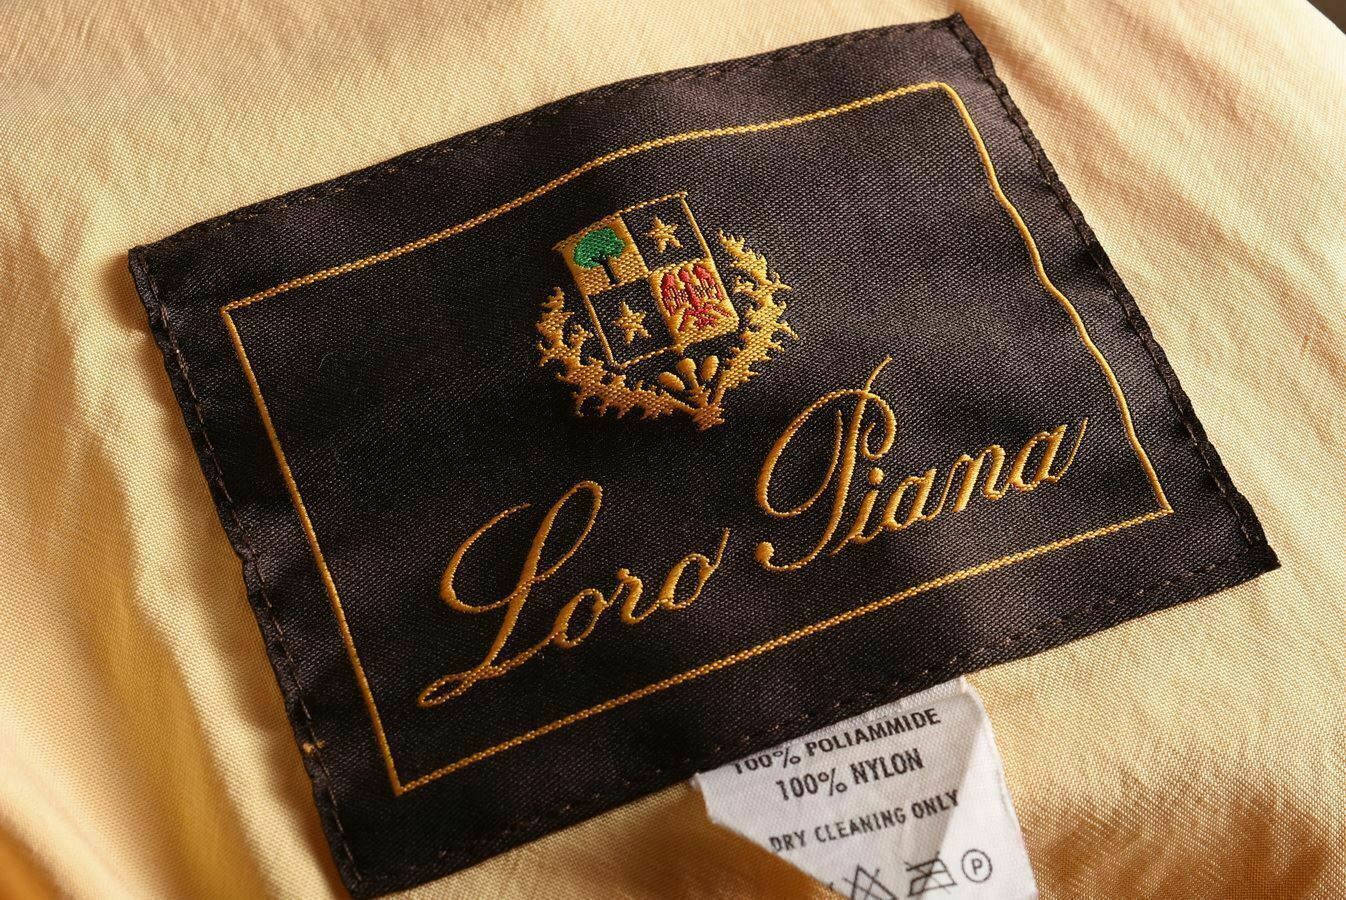 Loro Piana
100% POLIAMMIDE
100% NYLON
DRY CLEANING ONLY
P